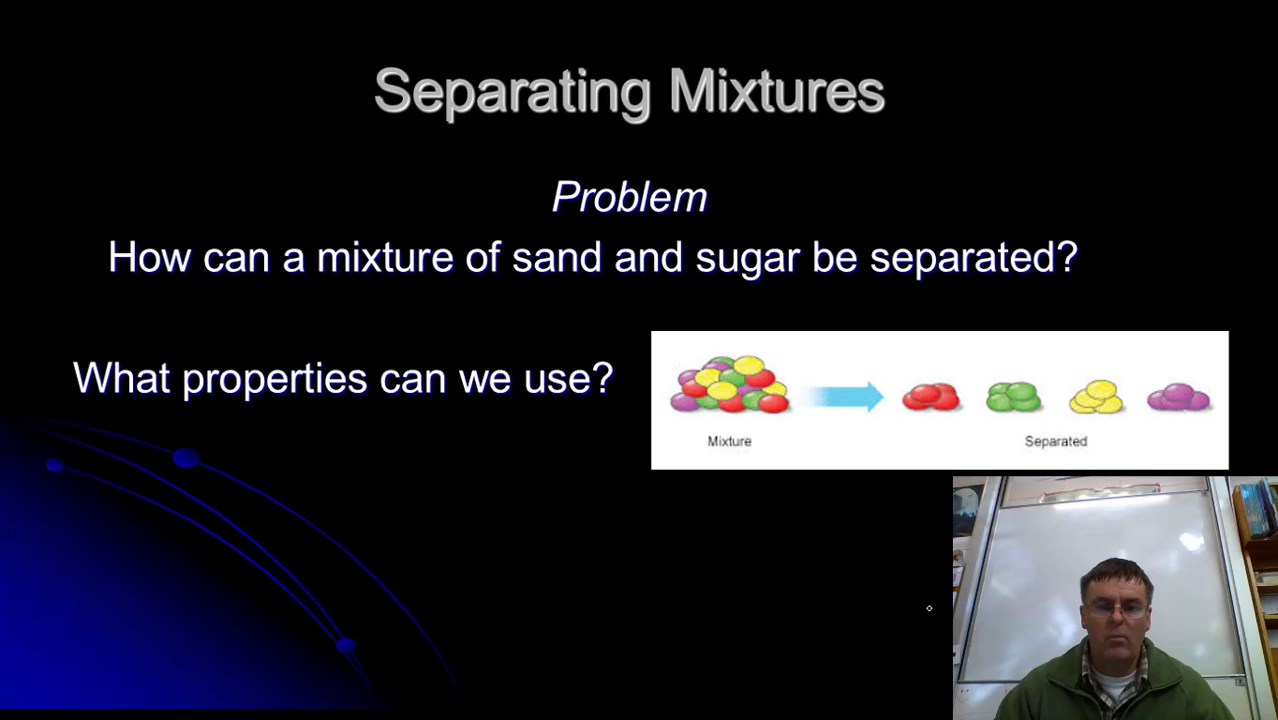 Separating Mixtures
Problem
How can a mixture of sand and sugar be separated?
What properties can we use?
Mixture
Separated